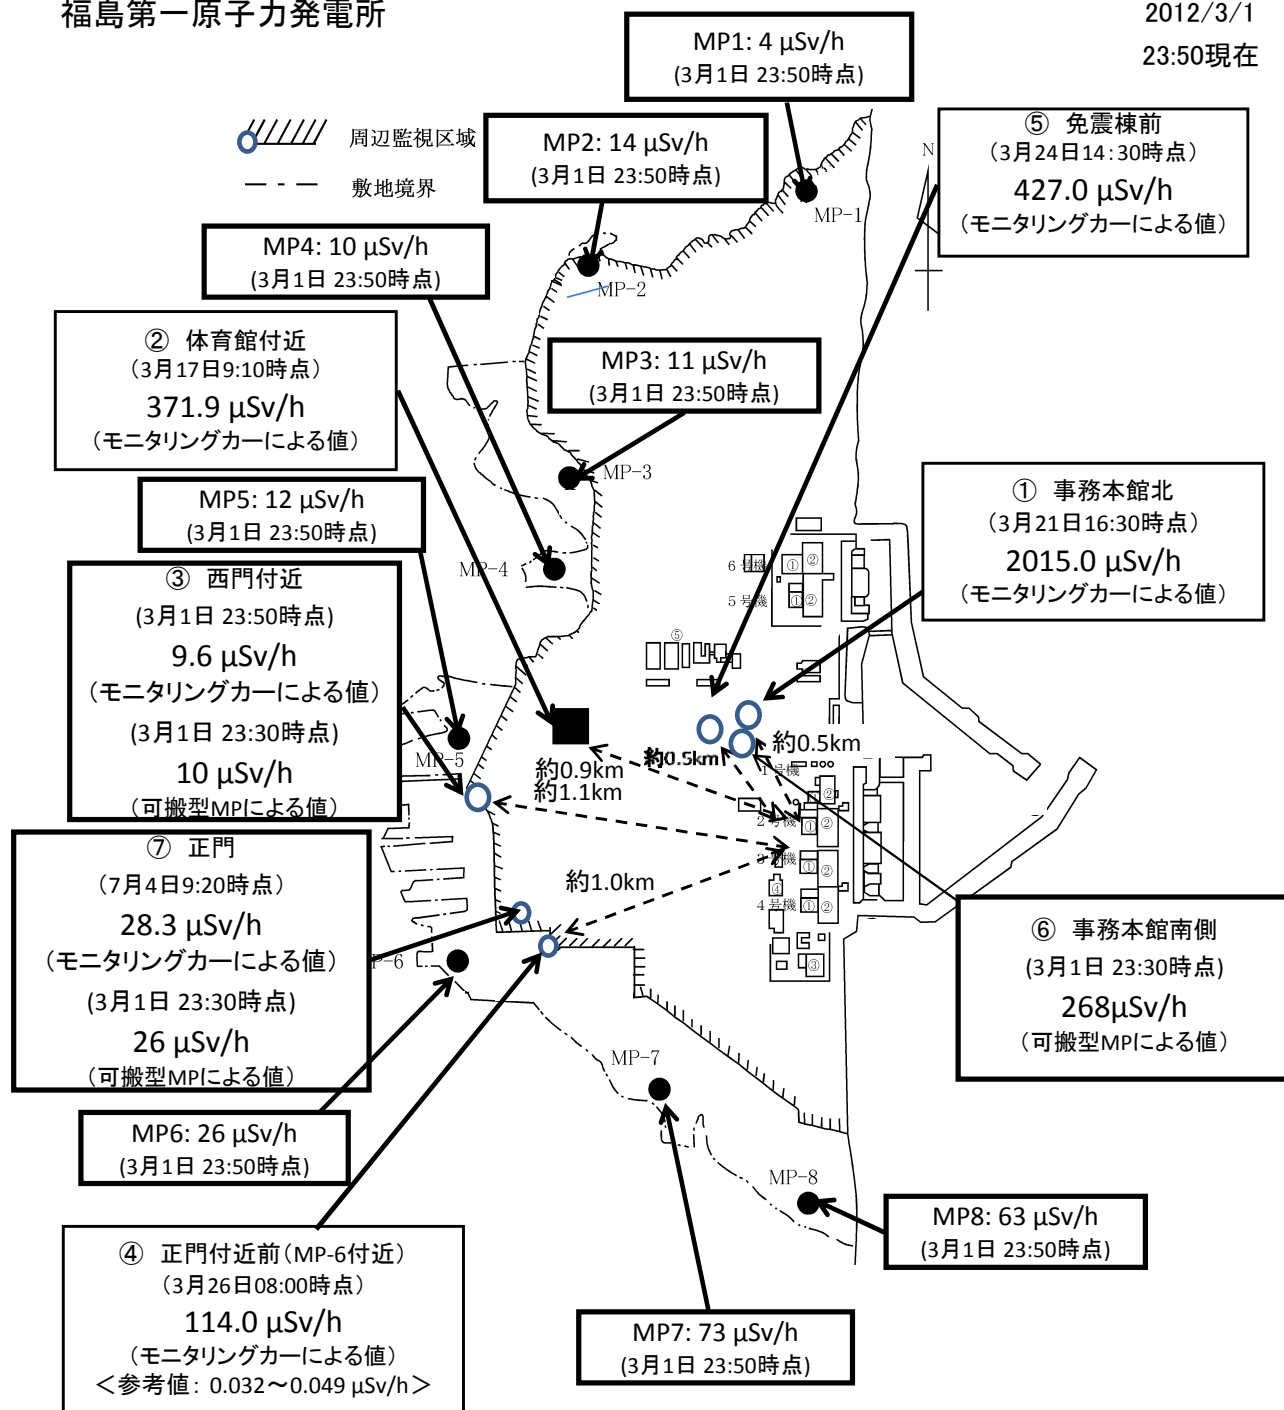 福島第一原子力発電所
2012/3/1
23:50現在
周辺監視区域
敷地境界
N
MP1: 4 μSv/h
(3月1日 23:50時点)
MP2: 14 μSv/h
(3月1日 23:50時点)
⑤ 免震棟前
(3月24日14:30時点)
427.0 μSv/h
(モニタリングカーによる値)
MP4: 10 μSv/h
(3月1日 23:50時点)
② 体育館付近
(3月17日9:10時点)
371.9 μSv/h
(モニタリングカーによる値)
MP3: 11 μSv/h
(3月1日 23:50時点)
MP5: 12 μSv/h
(3月1日 23:50時点)
① 事務本館北
(3月21日16:30時点)
2015.0 μSv/h
(モニタリングカーによる値)
③ 西門付近
(3月1日 23:50時点)
9.6 μSv/h
(モニタリングカーによる値)
(3月1日 23:30時点)
10 μSv/h
(可搬型MPによる値)
⑦ 正門
(7月4日9:20時点)
28.3 μSv/h
(モニタリングカーによる値)
(3月1日 23:30時点)
26 μSv/h
(可搬型MPによる値)
⑥ 事務本館南側
(3月1日 23:30時点)
268μSv/h
(可搬型MPによる値)
MP6: 26 μSv/h
(3月1日 23:50時点)
④ 正門付近前(MP-6付近)
(3月26日08:00時点)
114.0 μSv/h
(モニタリングカーによる値)
<参考値: 0.032~0.049 μSv/h>
MP7: 73 μSv/h
(3月1日 23:50時点)
MP8: 63 μSv/h
(3月1日 23:50時点)
MP-1
MP-2
MP-3
MP-4
MP-5
P-6
MP-7
MP-8
6号機
① ②
5号機
① ②
⑤
約0.5km
約0.5km
約0.9km
約1.1km
約1.0km
1号機
① ②
2号機
① ②
3号機
① ②
④
4号機
① ②
③